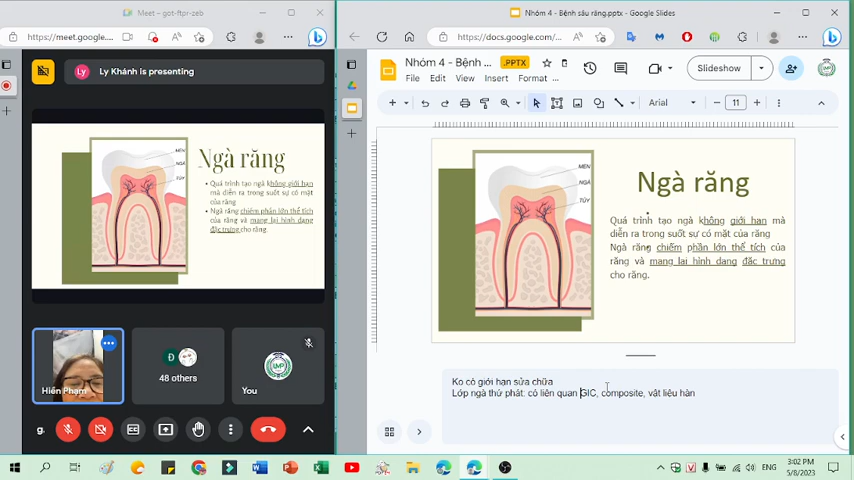 Meet – got-ftpr-zeb
https://meet.google....
Ly
Ly Khánh is presenting
MEN
NGÀ
TỦY
Ngà răng
Quá trình tạo ngà không giới hạn
mà diễn ra trong suốt sự có mặt
của răng
Ngà răng chiếm phần lớn thể tích
của răng và mang lại hình dạng
đặc trưng cho răng.
Hiền Phạm
Đ
48 others
You
g.
Nhóm 4 - Bệnh sâu răng.pptx - Google Slides
https://docs.google.com/...
Nhóm 4 - Bệnh ...
.PPTX
File Edit View Insert Format ...
Slideshow
Arial
11
MEN
NGÀ
TỦY
Ngà răng
Quá trình tạo ngà không giới hạn mà
diễn ra trong suốt sự có mặt của răng
Ngà răng chiếm phần lớn thể tích của
răng và mang lại hình dạng đặc trưng
cho răng.
Ko có giới hạn sửa chữa
Lớp ngà thứ phát: có liên quan GIC, composite, vật liệu hàn
ENG
3:02 PM
5/8/2023